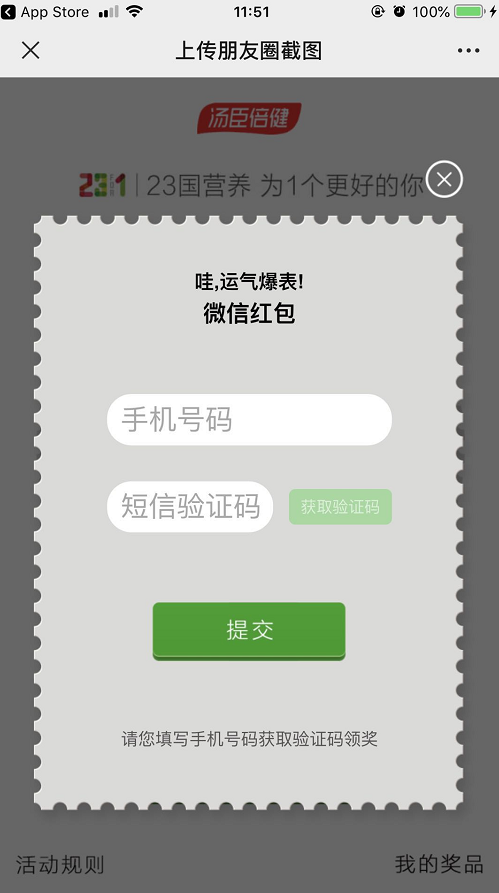 App Store
11:51
100%
上传朋友圈截图
汤臣倍健
23补1 | 23国营养 为1个更好的你
哇,运气爆表!
微信红包
手机号码
短信验证码
获取验证码
提交
请您填写手机号码获取验证码领奖
活动规则
我的奖品